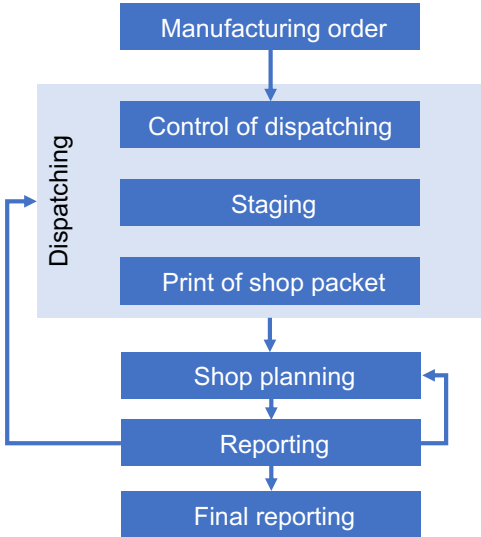 Manufacturing order
Dispatching
Control of dispatching
Staging
Print of shop packet
Shop planning
Reporting
Final reporting